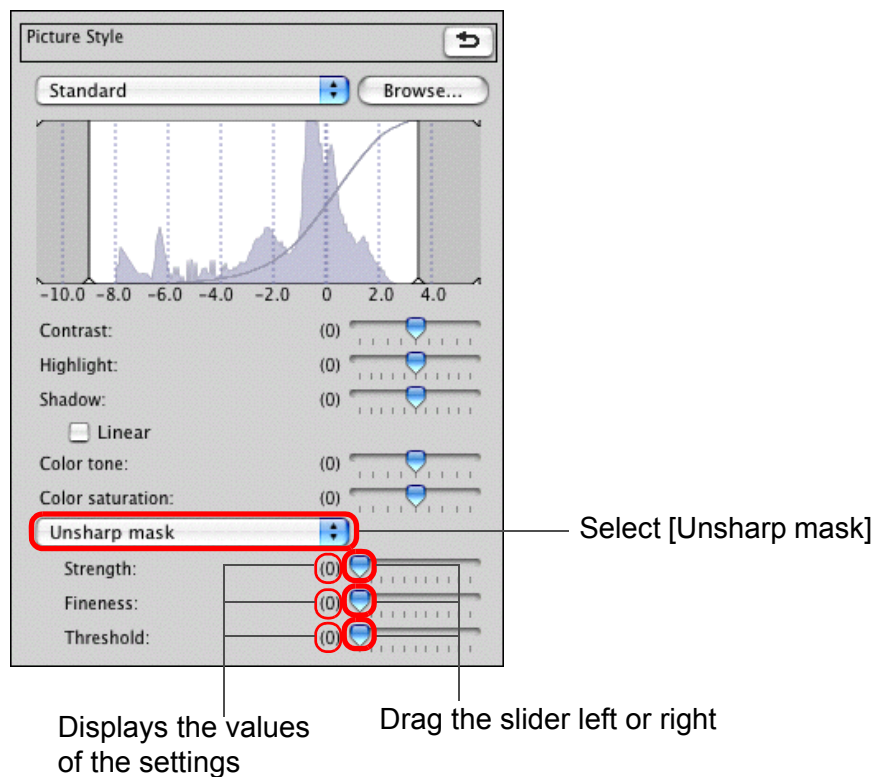 Picture Style
Standard Browse...
-10.0 -8.0 -6.0 -4.0 -2.0 0 2.0 4.0
Contrast: (0)
Highlight: (0)
Shadow: (0)
Linear
Color tone: (0)
Color saturation: (0)
Unsharp mask
Select [Unsharp mask]
Strength: (0)
Fineness: (0)
Threshold: (0)
Displays the values
of the settings
Drag the slider left or right